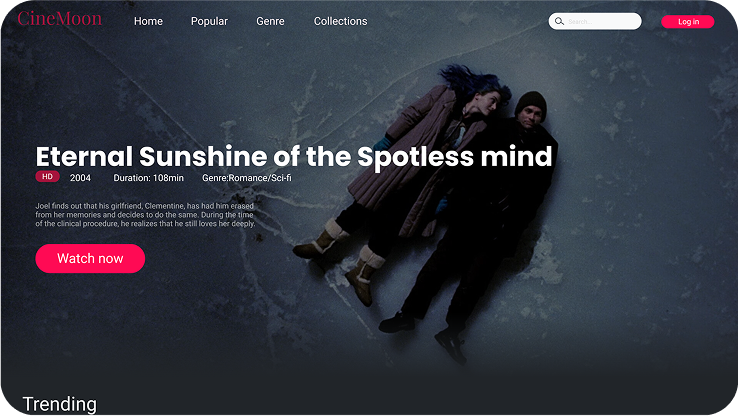 CineMoon Home Popular Genre Collections Search... Log in
Eternal Sunshine of the Spotless mind
HD 2004 Duration: 108min Genre:Romance/Sci-fi
Joel finds out that his girlfriend, Clementine, has had him erased
from her memories and decides to do the same. During the time
of the clinical procedure, he realizes that he still loves her deeply.
Watch now
Trending